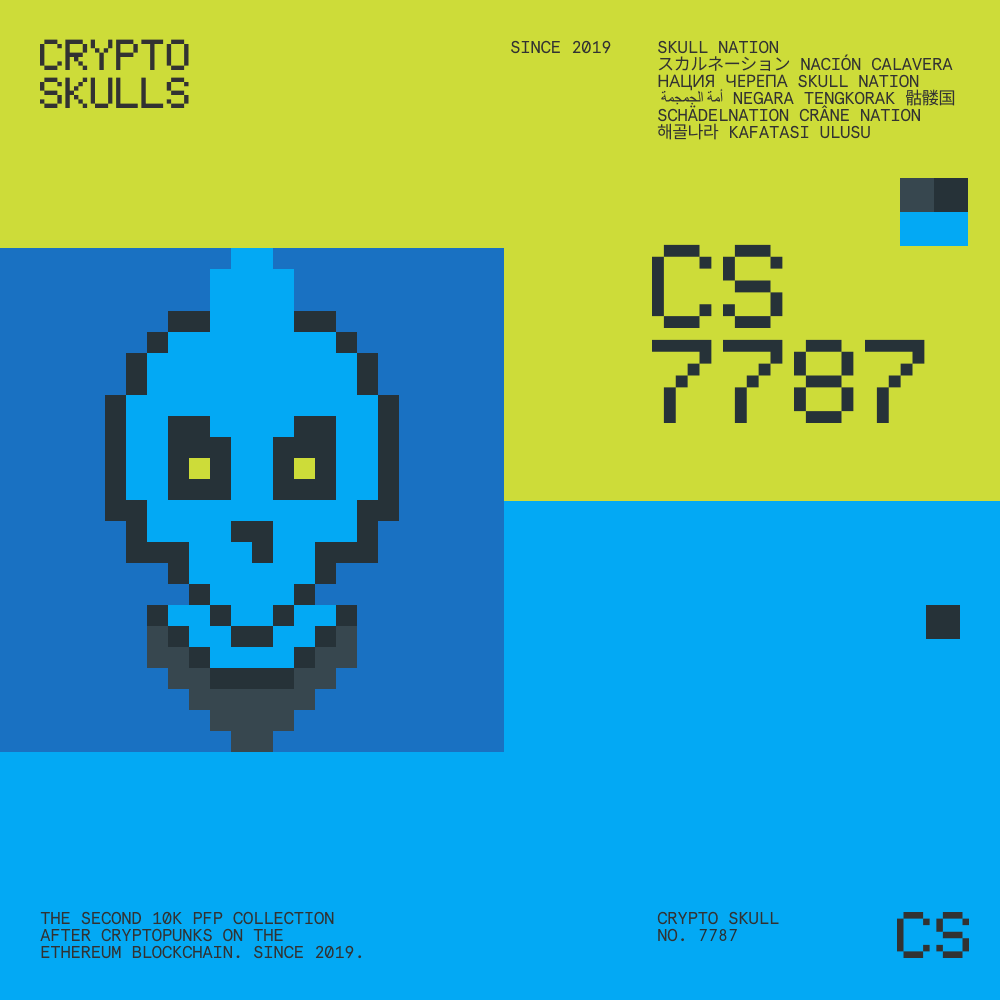 CRYPTO
SKULLS
SINCE 2019
SKULL NATION
スカルネーション NACIÓN CALAVERA
НАЦИЯ ЧЕРЕПА SKULL NATION
أمة الجمجمة NEGARA TENGKORAK 骷髅国
SCHÄDELNATION CRÂNE NATION
해골나라 KAFATASI ULUSU
CS
7787
THE SECOND 10K PFP COLLECTION
AFTER CRYPTOPUNKS ON THE
ETHEREUM BLOCKCHAIN. SINCE 2019.
CRYPTO SKULL
NO. 7787
CS